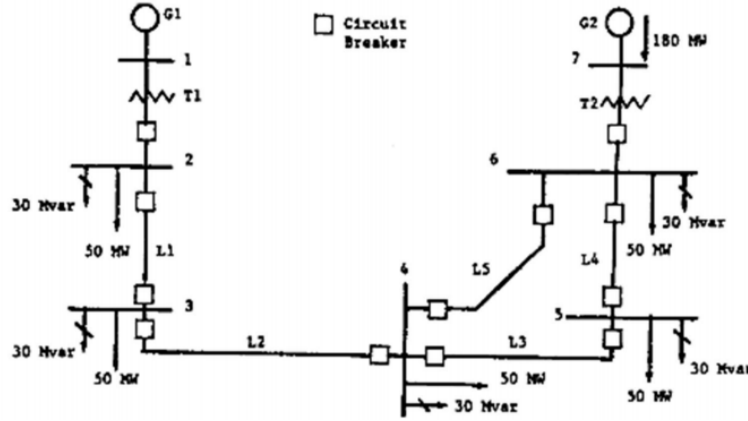 G1
Circuit
Breaker
G2
180 MW
1
7
T1
T2
2
6
30 Mvar
50 MW
L1
30 Mvar
50 MW
L4
L5
4
3
5
30 Mvar
50 MW
L2
L3
50 MW
30 Mvar
50 MW
30 Mvar